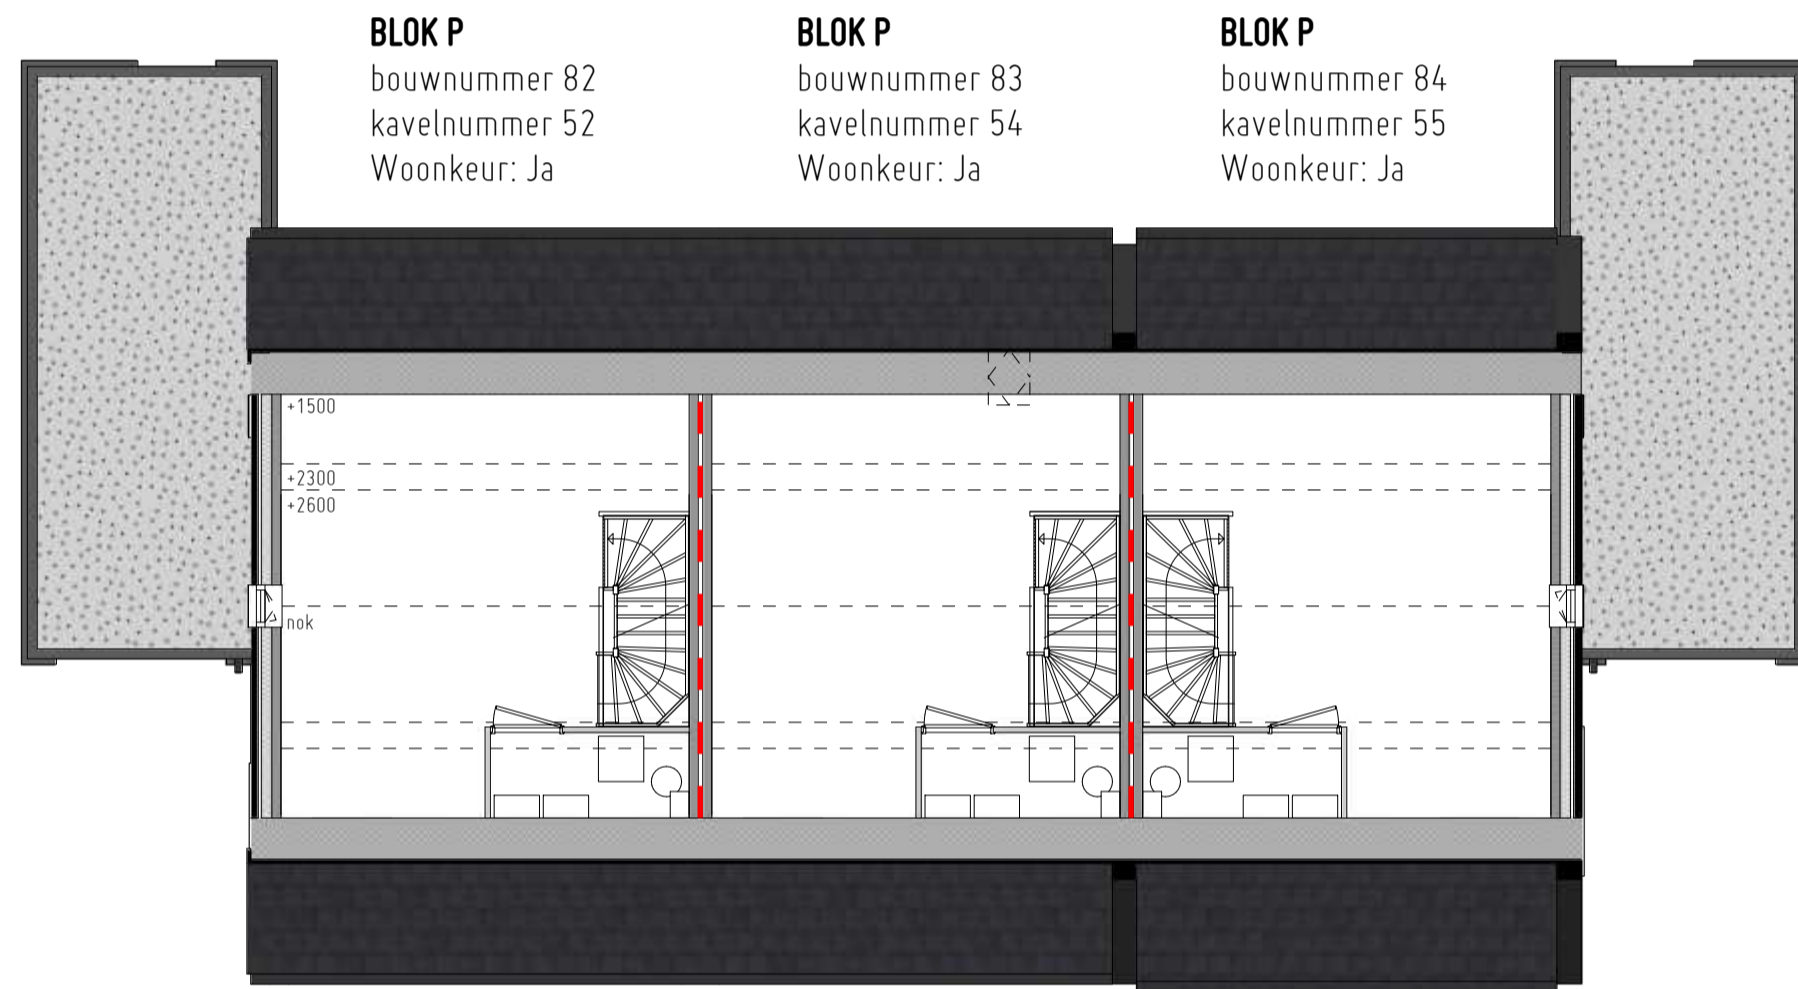 BLOK P
bouwnummer 82
kavelnummer 52
Woonkeur: Ja
BLOK P
bouwnummer 83
kavelnummer 54
Woonkeur: Ja
BLOK P
bouwnummer 84
kavelnummer 55
Woonkeur: Ja
+1500
+2300
+2600
nok